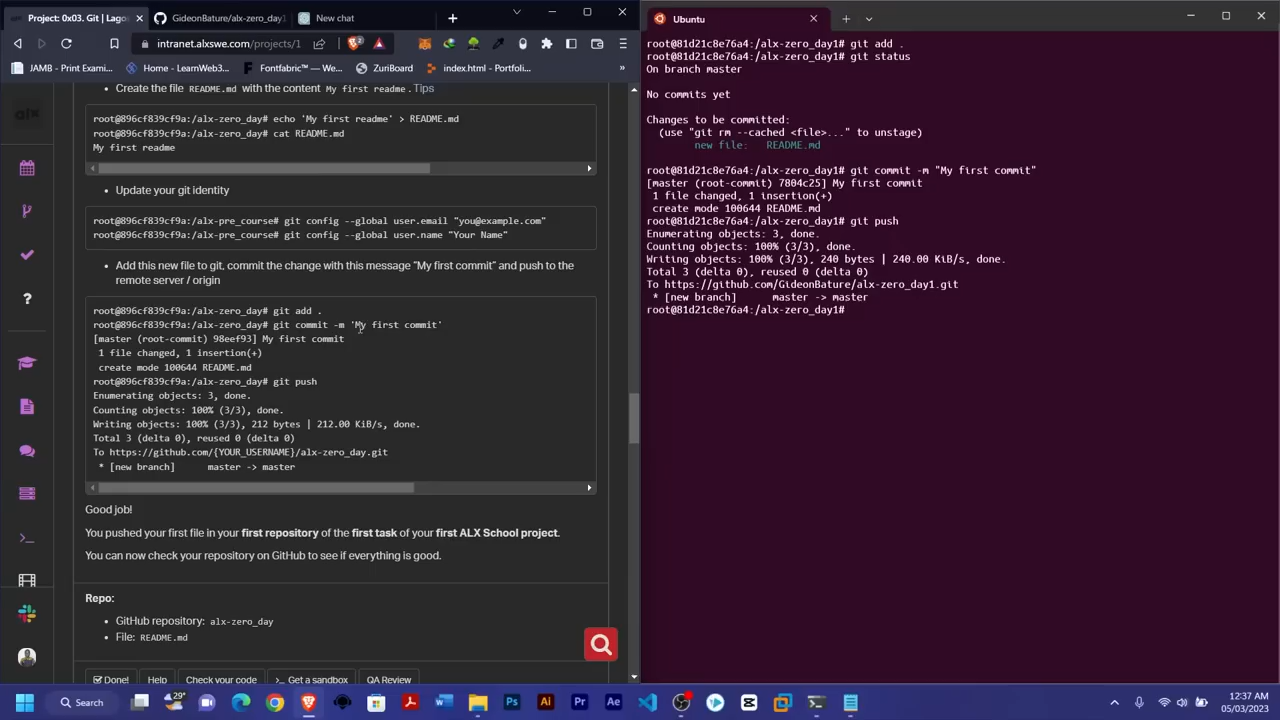 Project: 0x03. Git | Lago
GideonBature/alx-zero_day1
New chat
intranet.alxswe.com/projects/1
JAMB - Print Exami...
Home - LearnWeb3...
Fontfabric™ — We...
ZuriBoard
index.html - Portfolio...
»
Create the file README.md with the content My first readme. Tips
root@896cf839cf9a:/alx-zero_day# echo 'My first readme' > README.md
root@896cf839cf9a:/alx-zero_day# cat README.md
My first readme
Update your git identity
root@896cf839cf9a:/alx-pre_course# git config --global user.email "you@example.com"
root@896cf839cf9a:/alx-pre_course# git config --global user.name "Your Name"
Add this new file to git, commit the change with this message "My first commit" and push to the
remote server / origin
root@896cf839cf9a:/alx-zero_day# git add .
root@896cf839cf9a:/alx-zero_day# git commit -m 'My first commit'
[master (root-commit) 98eef93] My first commit
1 file changed, 1 insertion(+)
create mode 100644 README.md
root@896cf839cf9a:/alx-zero_day# git push
Enumerating objects: 3, done.
Counting objects: 100% (3/3), done.
Writing objects: 100% (3/3), 212 bytes | 212.00 KiB/s, done.
Total 3 (delta 0), reused 0 (delta 0)
To https://github.com/{YOUR_USERNAME}/alx-zero_day.git
* [new branch] master -> master
Good job!
You pushed your first file in your first repository of the first task of your first ALX School project.
You can now check your repository on GitHub to see if everything is good.
Repo:
GitHub repository: alx-zero_day
File: README.md
Done!
Help
Check your code
>_ Get a sandbox
QA Review
Ubuntu
root@81d21c8e76a4:/alx-zero_day1# git add .
root@81d21c8e76a4:/alx-zero_day1# git status
On branch master
No commits yet
Changes to be committed:
(use "git rm --cached <file>..." to unstage)
new file: README.md
root@81d21c8e76a4:/alx-zero_day1# git commit -m "My first commit"
[master (root-commit) 7804c25] My first commit
1 file changed, 1 insertion(+)
create mode 100644 README.md
root@81d21c8e76a4:/alx-zero_day1# git push
Enumerating objects: 3, done.
Counting objects: 100% (3/3), done.
Writing objects: 100% (3/3), 240 bytes | 240.00 KiB/s, done.
Total 3 (delta 0), reused 0 (delta 0)
To https://github.com/GideonBature/alx-zero_day1.git
* [new branch] master -> master
root@81d21c8e76a4:/alx-zero_day1#
Search
29°
12:37 AM
05/03/2023